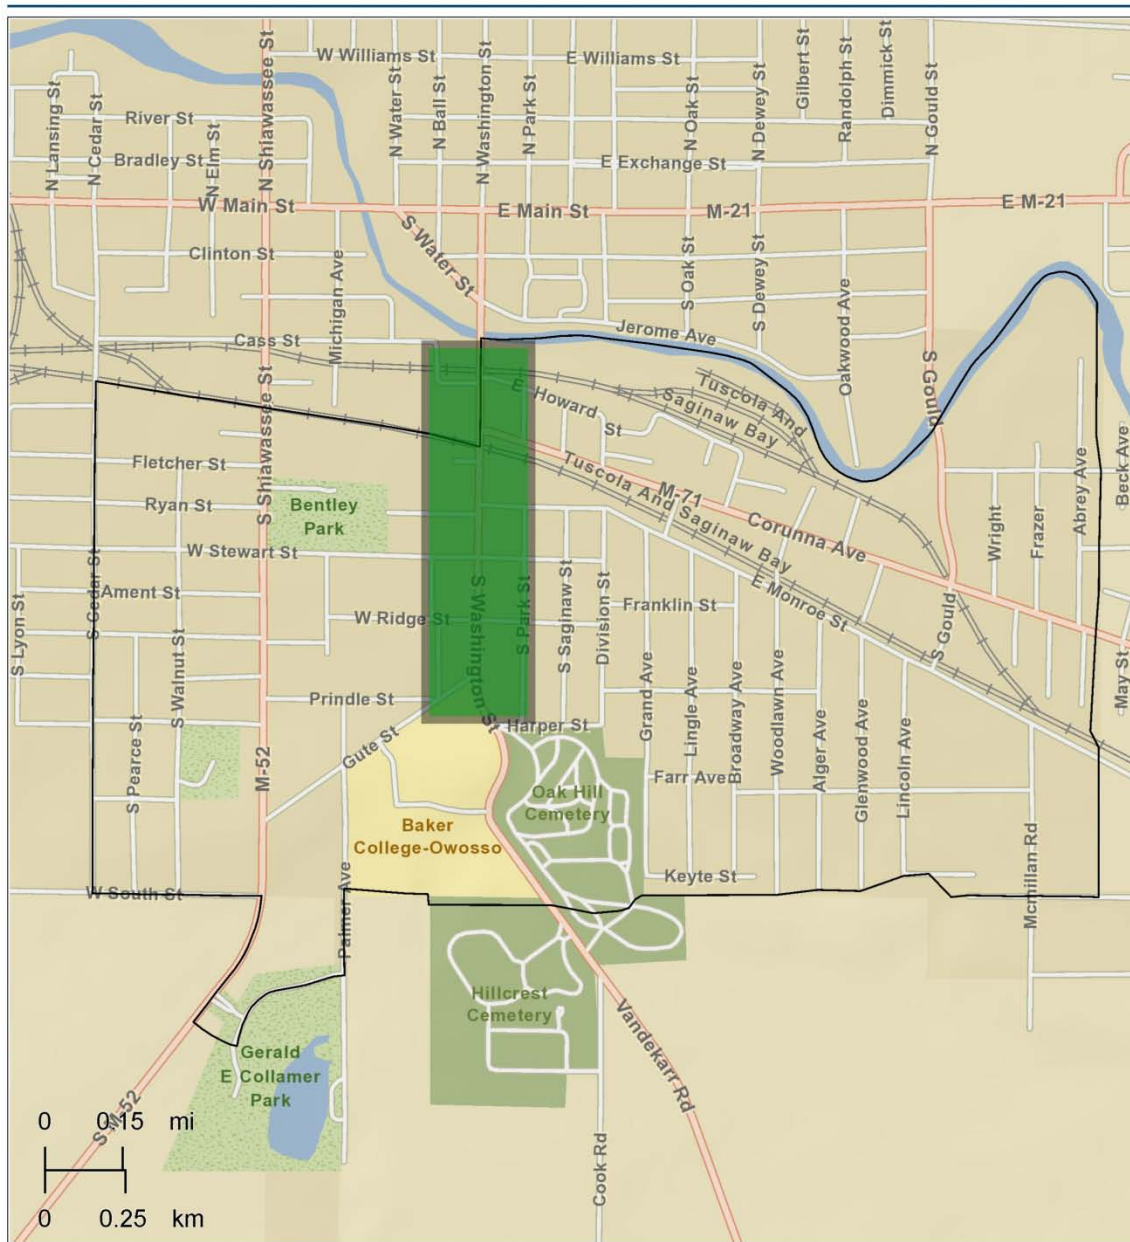 W Williams St
E Williams St
N Lansing St
N Cedar St
N Shiawassee St
N Water St
N Ball St
N Washington St
N Park St
N Oak St
N Dewey St
Gilbert St
Randolph St
Dimmick St
N Gould St
River St
Bradley St
N Elm St
E Exchange St
W Main St
E Main St
M-21
E M-21
Clinton St
S Water St
Michigan Ave
S Oak St
S Dewey St
Oakwood Ave
Cass St
Jerome Ave
S Shiawassee St
E Howard
St
Tuscola And
Saginaw Bay
S Gould
Fletcher St
Ryan St
Bentley
Park
Tuscola And Saginaw Bay
M-71
Corunna Ave
Wright
Frazer
Abrey Ave
Beck Ave
W Stewart St
S Cedar St
Ament St
S Lyon St
S Walnut St
W Ridge St
S Washington St
S Park St
S Saginaw St
Division St
Franklin St
E Monroe St
S Gould
May St
Prindle St
Gute St
Harper St
S Pearce St
M-52
Grand Ave
Lingle Ave
Broadway Ave
Woodlawn Ave
Alger Ave
Glenwood Ave
Lincoln Ave
Farr Ave
Oak Hill
Cemetery
Baker
College-Owosso
Keyte St
Mcmillan Rd
W South St
Palmer Ave
Hillcrest
Cemetery
Vandekarr Rd
Cook Rd
Gerald
E Collamer
Park
S M-52
0 0.15 mi
0 0.25 km